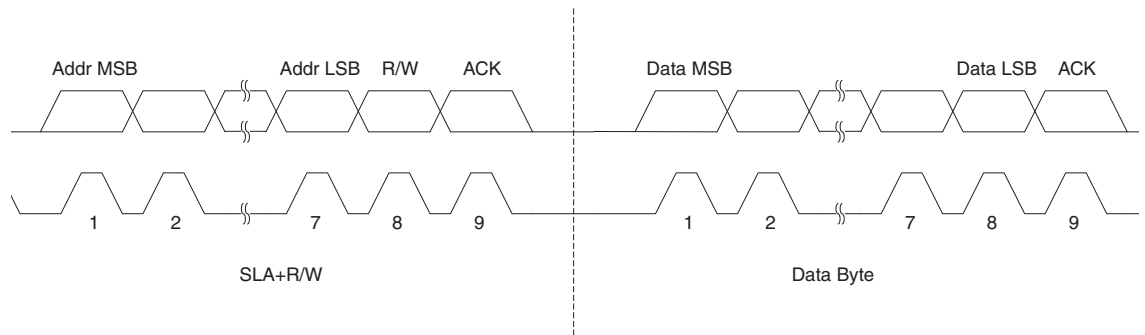 Addr MSB Addr LSB R/W ACK Data MSB Data LSB ACK
1 2 7 8 9 1 2 7 8 9
SLA+R/W Data Byte